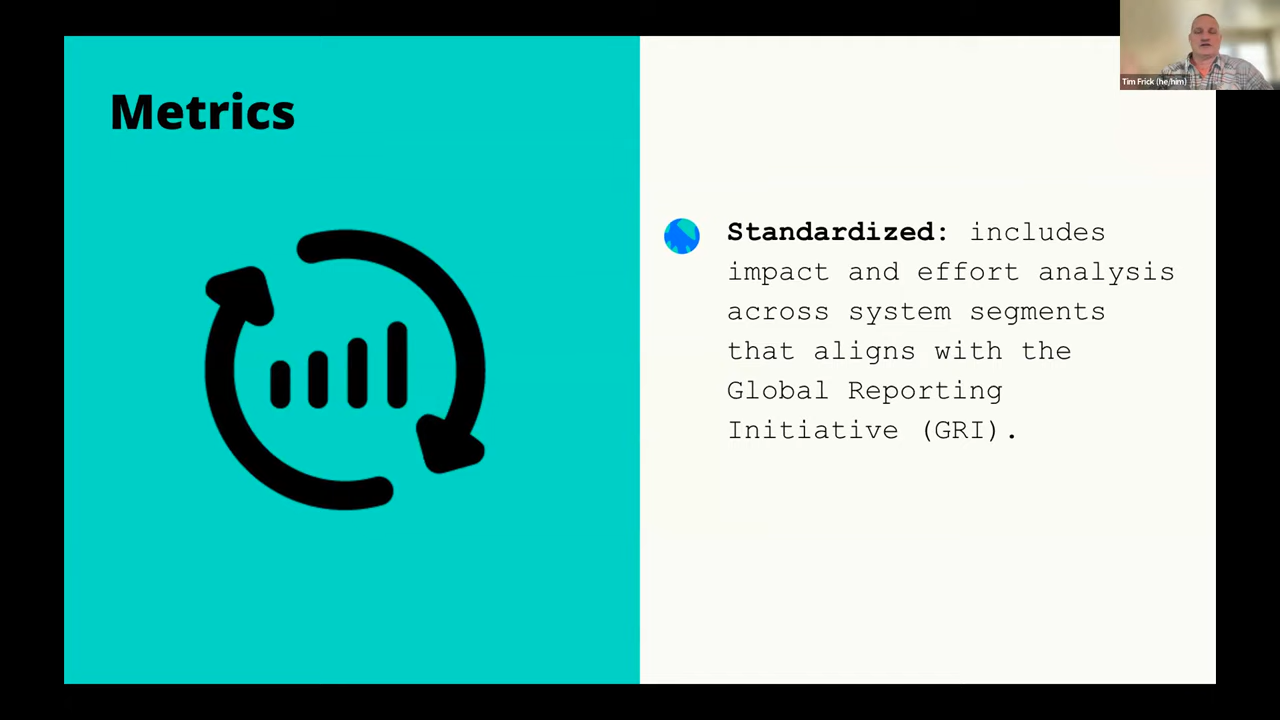 Metrics
Tim Frick (he/him)
Standardized: includes
impact and effort analysis
across system segments
that aligns with the
Global Reporting
Initiative (GRI).